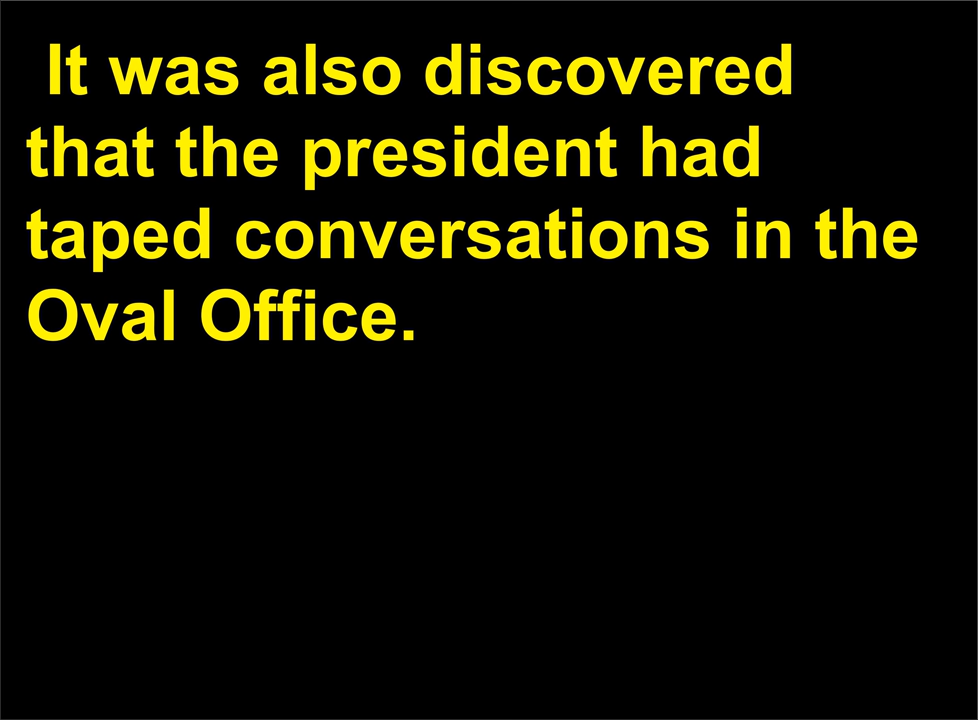 It was also discovered
that the president had
taped conversations in the
Oval Office.